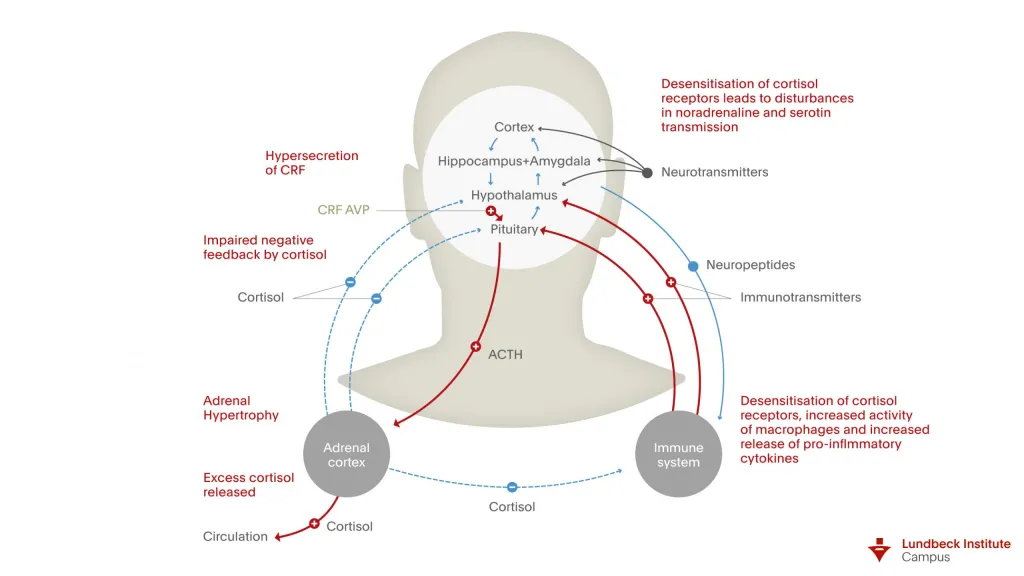 Desensitisation of cortisol
receptors leads to disturbances
in noradrenaline and serotin
transmission
Cortex
Hypersecretion
of CRF
Hippocampus+Amygdala
Neurotransmitters
Hypothalamus
CRF AVP
Pituitary
Impaired negative
feedback by cortisol
Neuropeptides
Cortisol
Immunotransmitters
ACTH
Adrenal
Hypertrophy
Desensitisation of cortisol
receptors, increased activity
of macrophages and increased
release of pro-inflmmatory
cytokines
Adrenal
cortex
Immune
system
Excess cortisol
released
Cortisol
Cortisol
Circulation
Lundbeck Institute
Campus